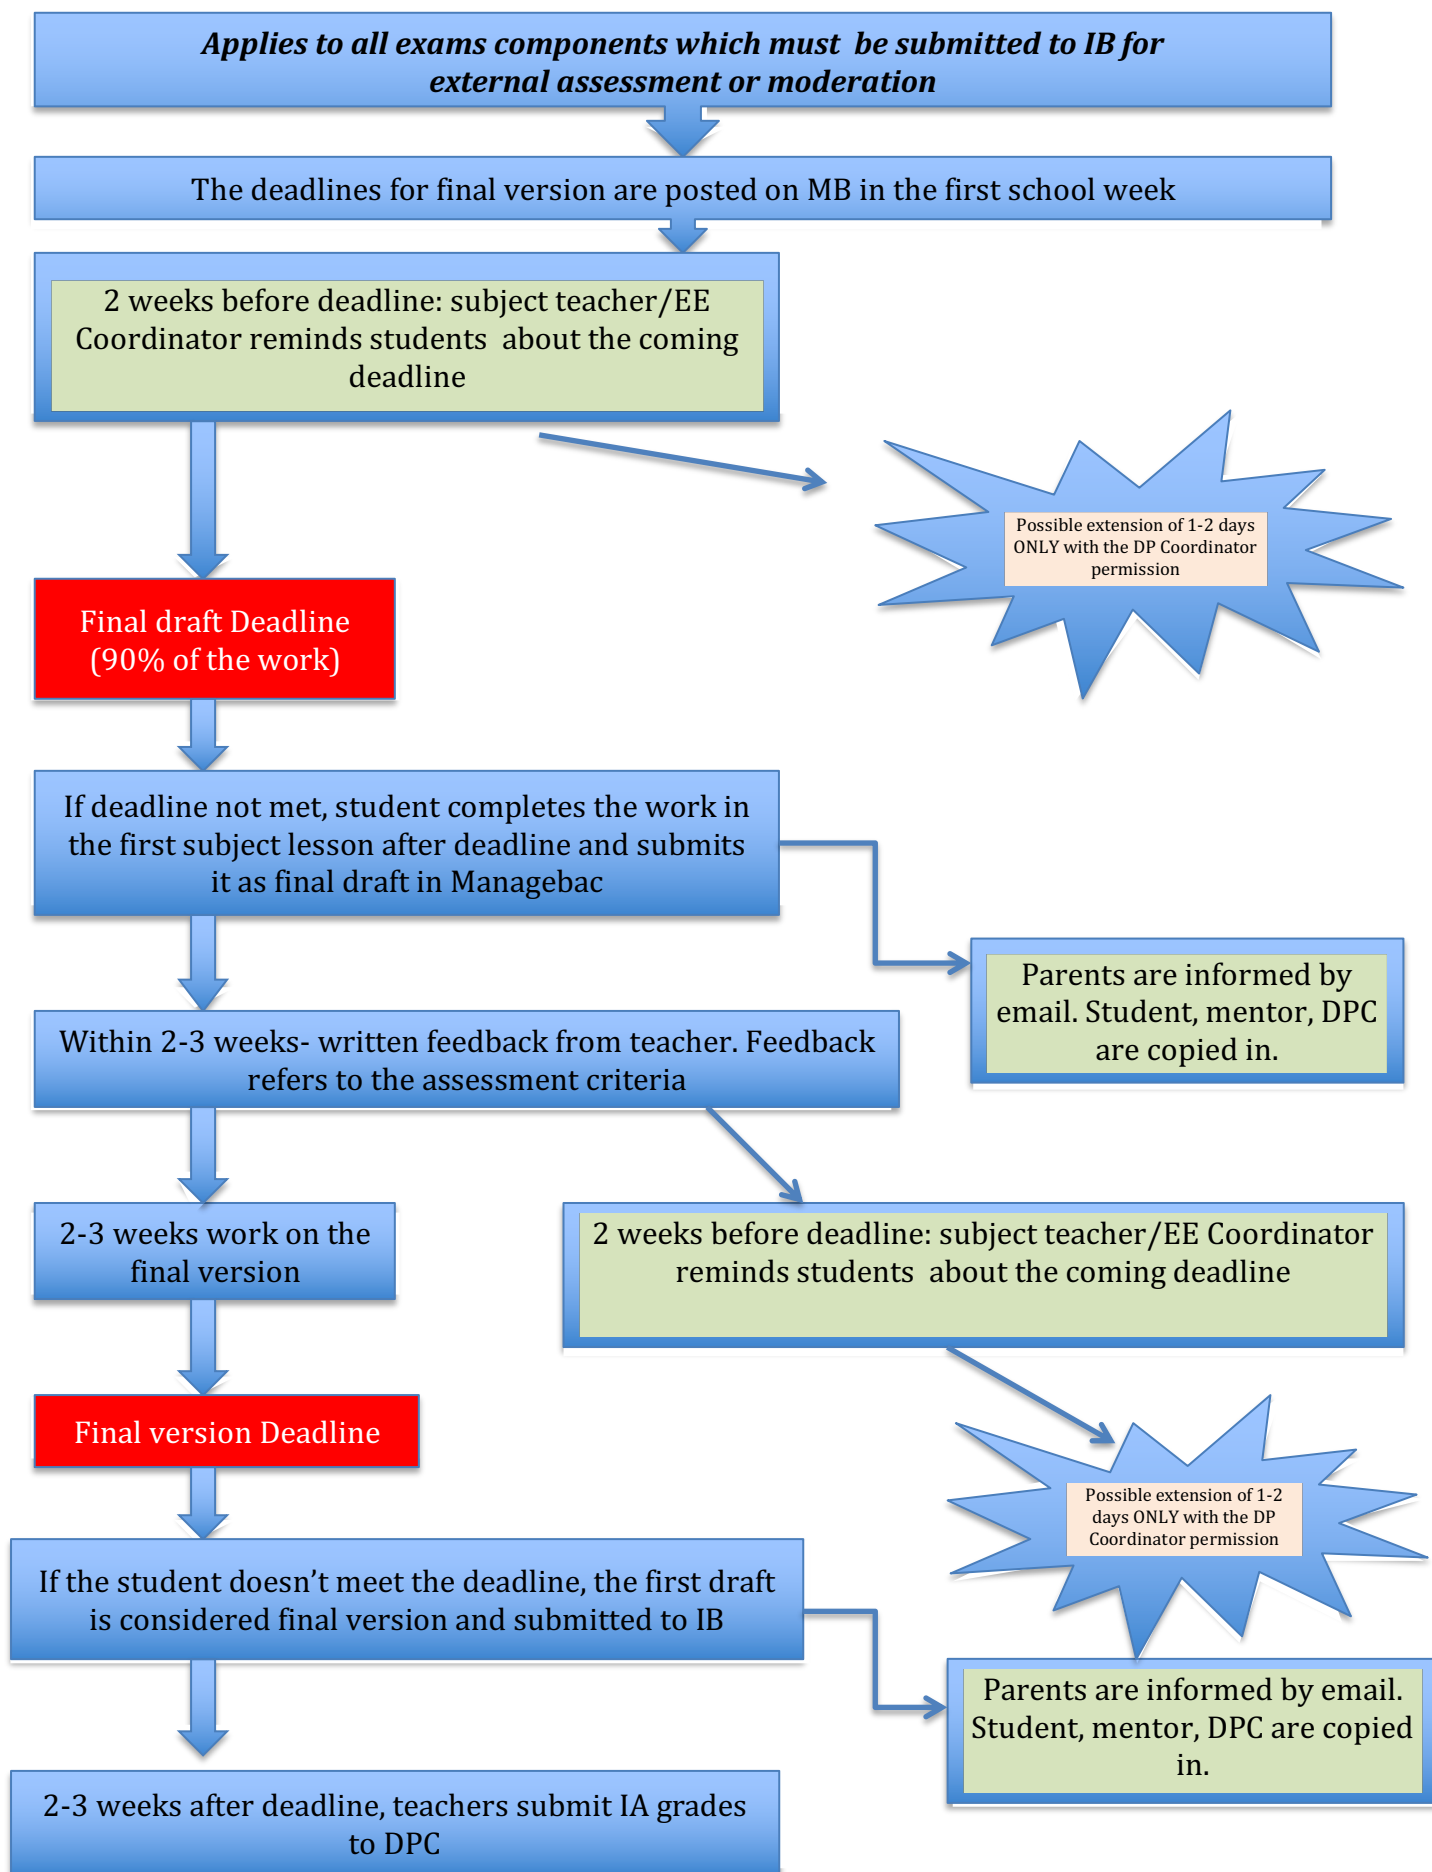 Applies to all exams components which must  be submitted to IB for
external assessment or moderation
The deadlines for final version are posted on MB in the first school week
2 weeks before deadline: subject teacher/EE
Coordinator reminds students  about the coming
deadline
Possible extension of 1-2 days
ONLY with the DP Coordinator
permission
Final draft Deadline
(90% of the work)
If deadline not met, student completes the work in
the first subject lesson after deadline and submits
it as final draft in Managebac
Parents are informed by
email. Student, mentor, DPC
are copied in.
Within 2-3 weeks- written feedback from teacher. Feedback
refers to the assessment criteria
2-3 weeks work on the
final version
2 weeks before deadline: subject teacher/EE Coordinator
reminds students  about the coming deadline
Final version Deadline
Possible extension of 1-2
days ONLY with the DP
Coordinator permission
If the student doesn’t meet the deadline, the first draft
is considered final version and submitted to IB
Parents are informed by email.
Student, mentor, DPC are copied
in.
2-3 weeks after deadline, teachers submit IA grades
to DPC